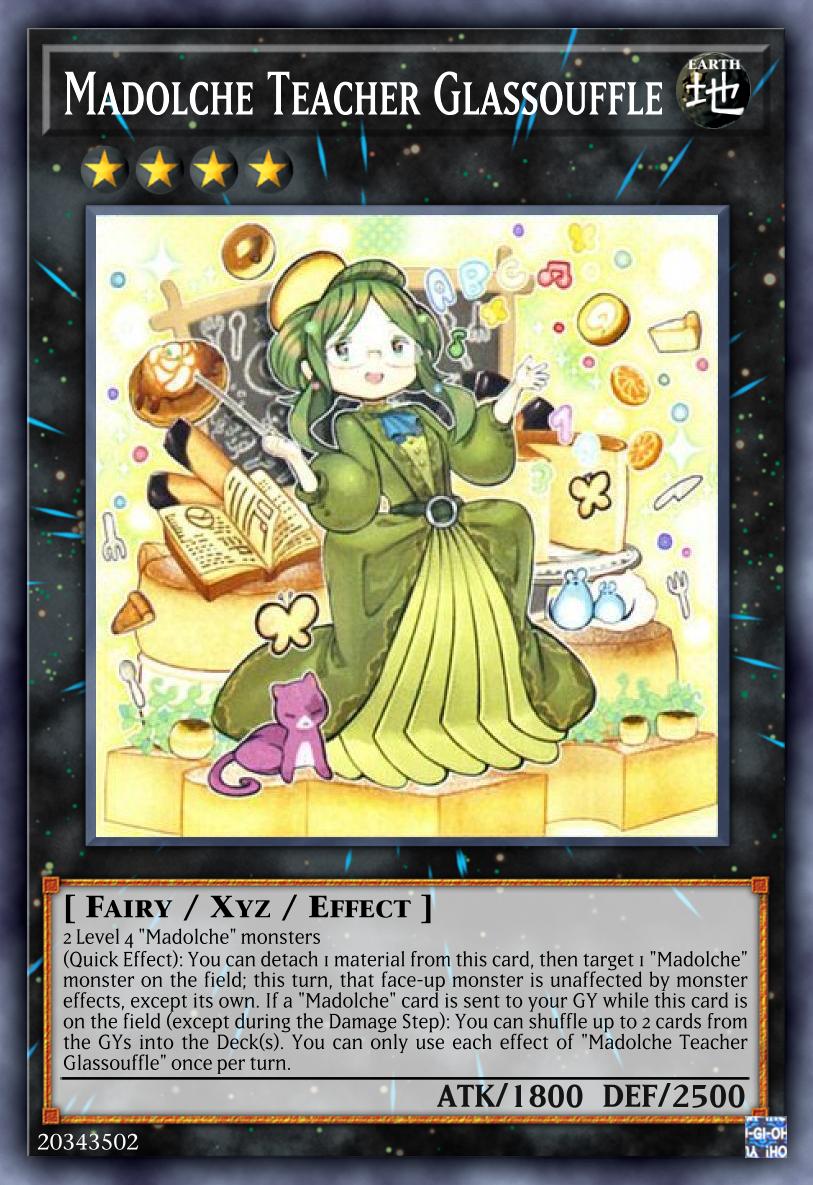 MADOLCHE TEACHER GLASSOUFFLE
EARTH
地
A B C
1
3
[ FAIRY / XYZ / EFFECT ]
2 Level 4 "Madolche" monsters
(Quick Effect): You can detach 1 material from this card, then target 1 "Madolche"
monster on the field; this turn, that face-up monster is unaffected by monster
effects, except its own. If a "Madolche" card is sent to your GY while this card is
on the field (except during the Damage Step): You can shuffle up to 2 cards from
the GYs into the Deck(s). You can only use each effect of "Madolche Teacher
Glassouffle" once per turn.
ATK/1800 DEF/2500
20343502